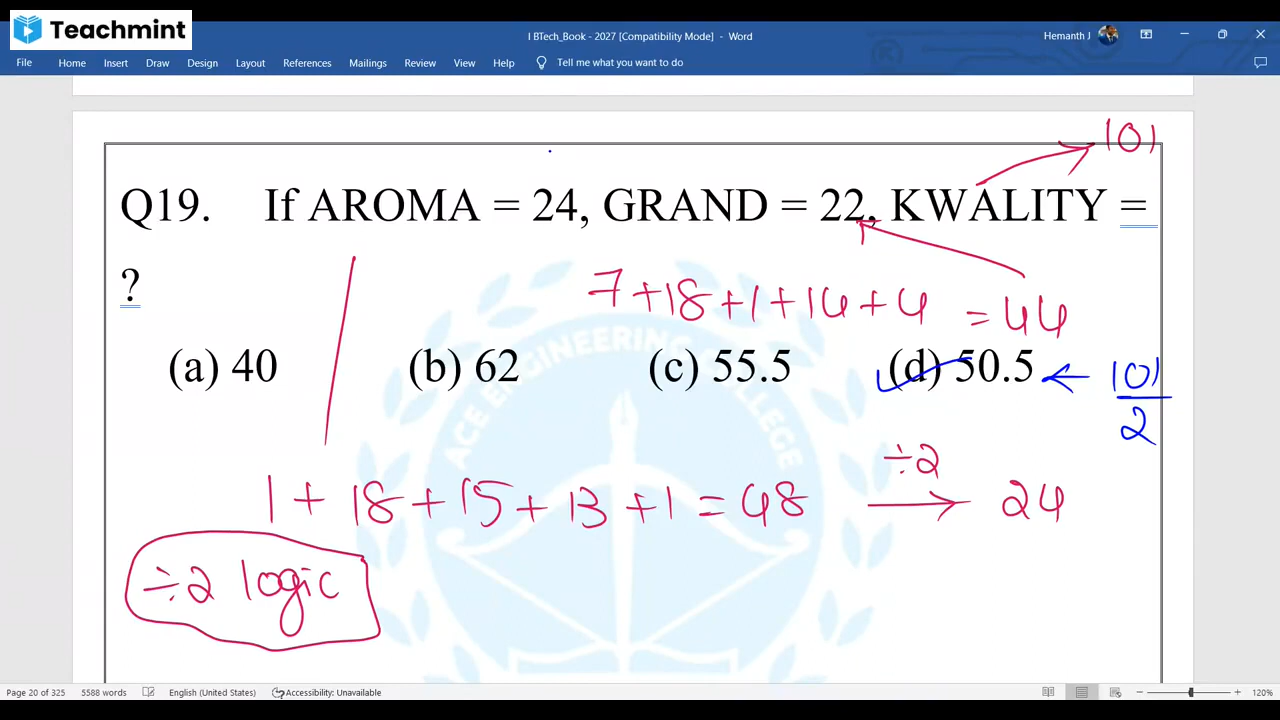 Teachmint
I BTech_Book - 2027 [Compatibility Mode] - Word
Hemanth J
File Home Insert Draw Design Layout References Mailings Review View Help Tell me what you want to do
101
Q19. If AROMA = 24, GRAND = 22, KWALITY =
?
7+18+1+14+4 = 44
(a) 40 (b) 62 (c) 55.5 (d) 50.5 ← 101/2
1 + 18 + 15 + 13 + 1 = 48 ÷2 → 24
÷2 logic
ACE ENGINEERING COLLEGE
Page 20 of 325 5588 words English (United States) Accessibility: Unavailable 120%